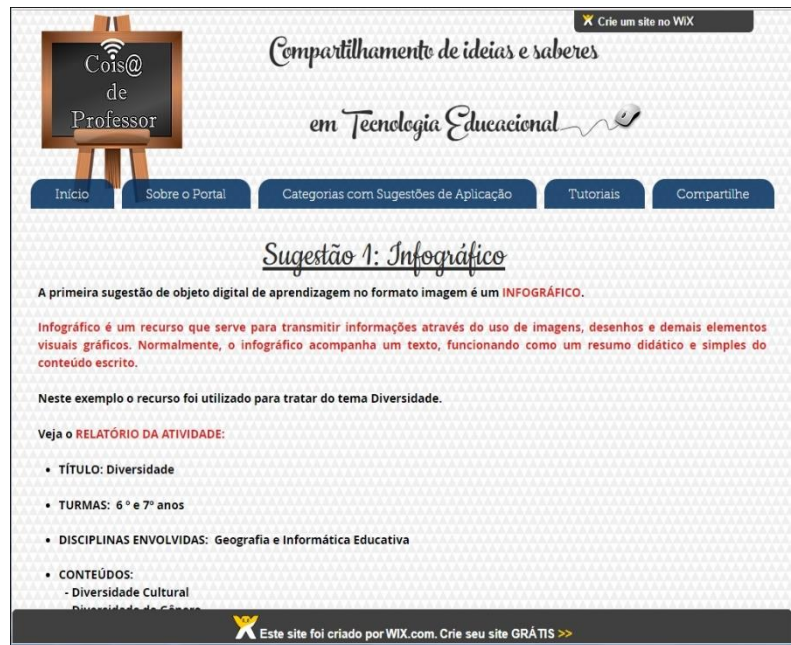 Crie um site no WiX
Cois@
de
Professor
Compartilhamento de ideias e saberes
em Tecnologia Educacional
Início
Sobre o Portal
Categorias com Sugestões de Aplicação
Tutoriais
Compartilhe
Sugestão 1: Infográfico
A primeira sugestão de objeto digital de aprendizagem no formato imagem é um INFOGRÁFICO.
Infográfico é um recurso que serve para transmitir informações através do uso de imagens, desenhos e demais elementos
visuais gráficos. Normalmente, o infográfico acompanha um texto, funcionando como um resumo didático e simples do
conteúdo escrito.
Neste exemplo o recurso foi utilizado para tratar do tema Diversidade.
Veja o RELATÓRIO DA ATIVIDADE:
• TÍTULO: Diversidade
• TURMAS: 6 º e 7º anos
• DISCIPLINAS ENVOLVIDAS: Geografia e Informática Educativa
• CONTEÚDOS:
- Diversidade Cultural
- Diversidade de Gênero
Este site foi criado por WIX.com. Crie seu site GRÁTIS >>